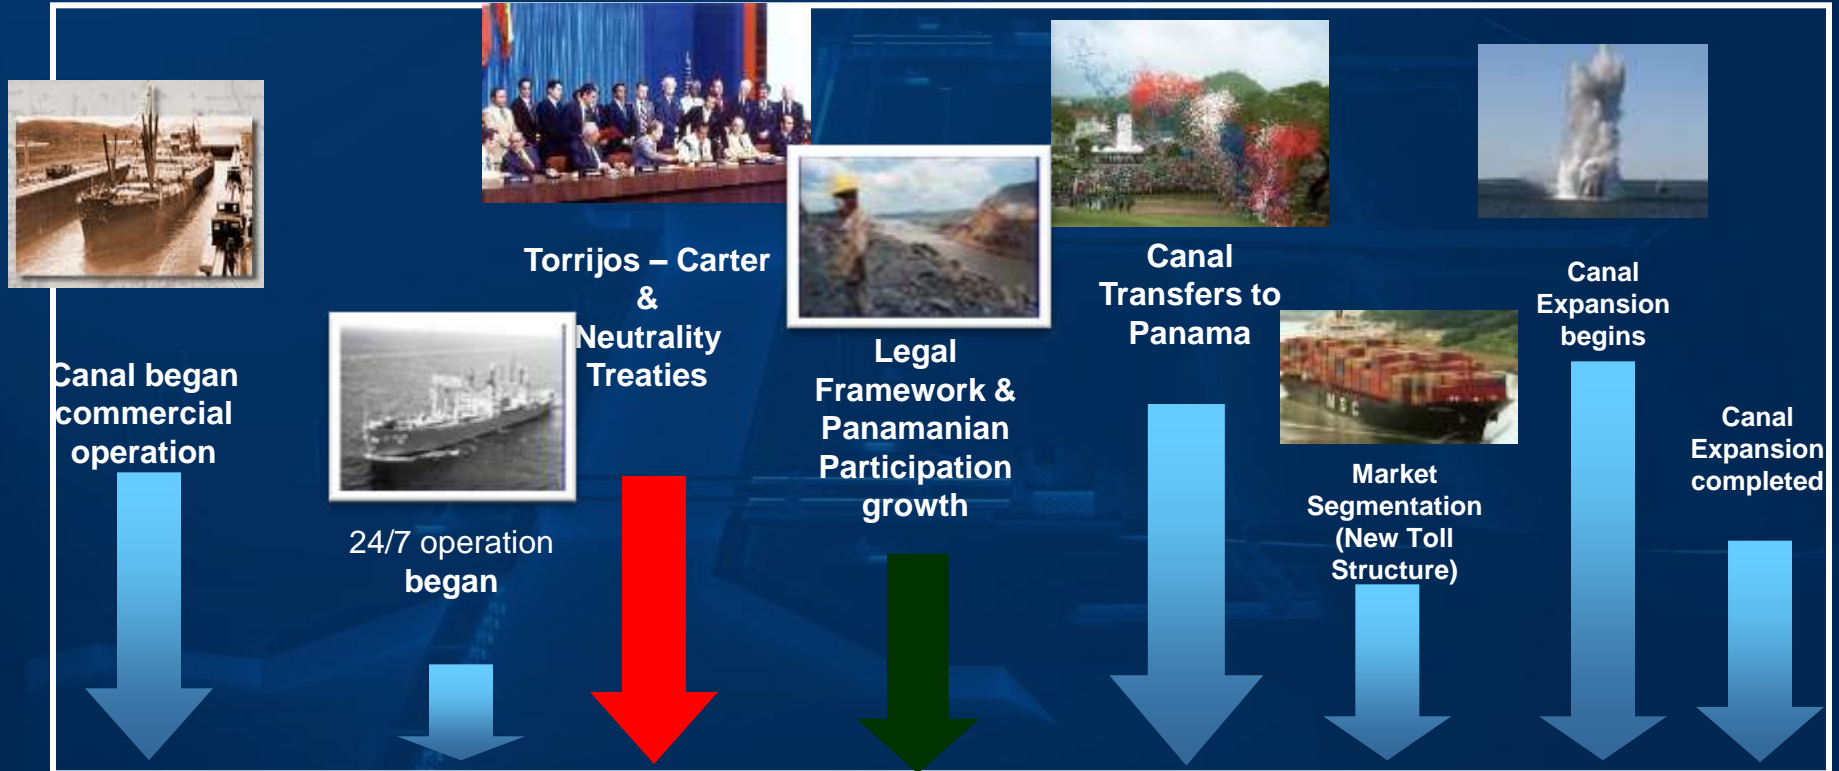 Canal began
commercial
operation
24/7 operation
began
Torrijos – Carter
&
Neutrality
Treaties
Legal
Framework &
Panamanian
Participation
growth
Canal
Transfers to
Panama
MSC
Market
Segmentation
(New Toll
Structure)
Canal
Expansion
begins
Canal
Expansion
completed